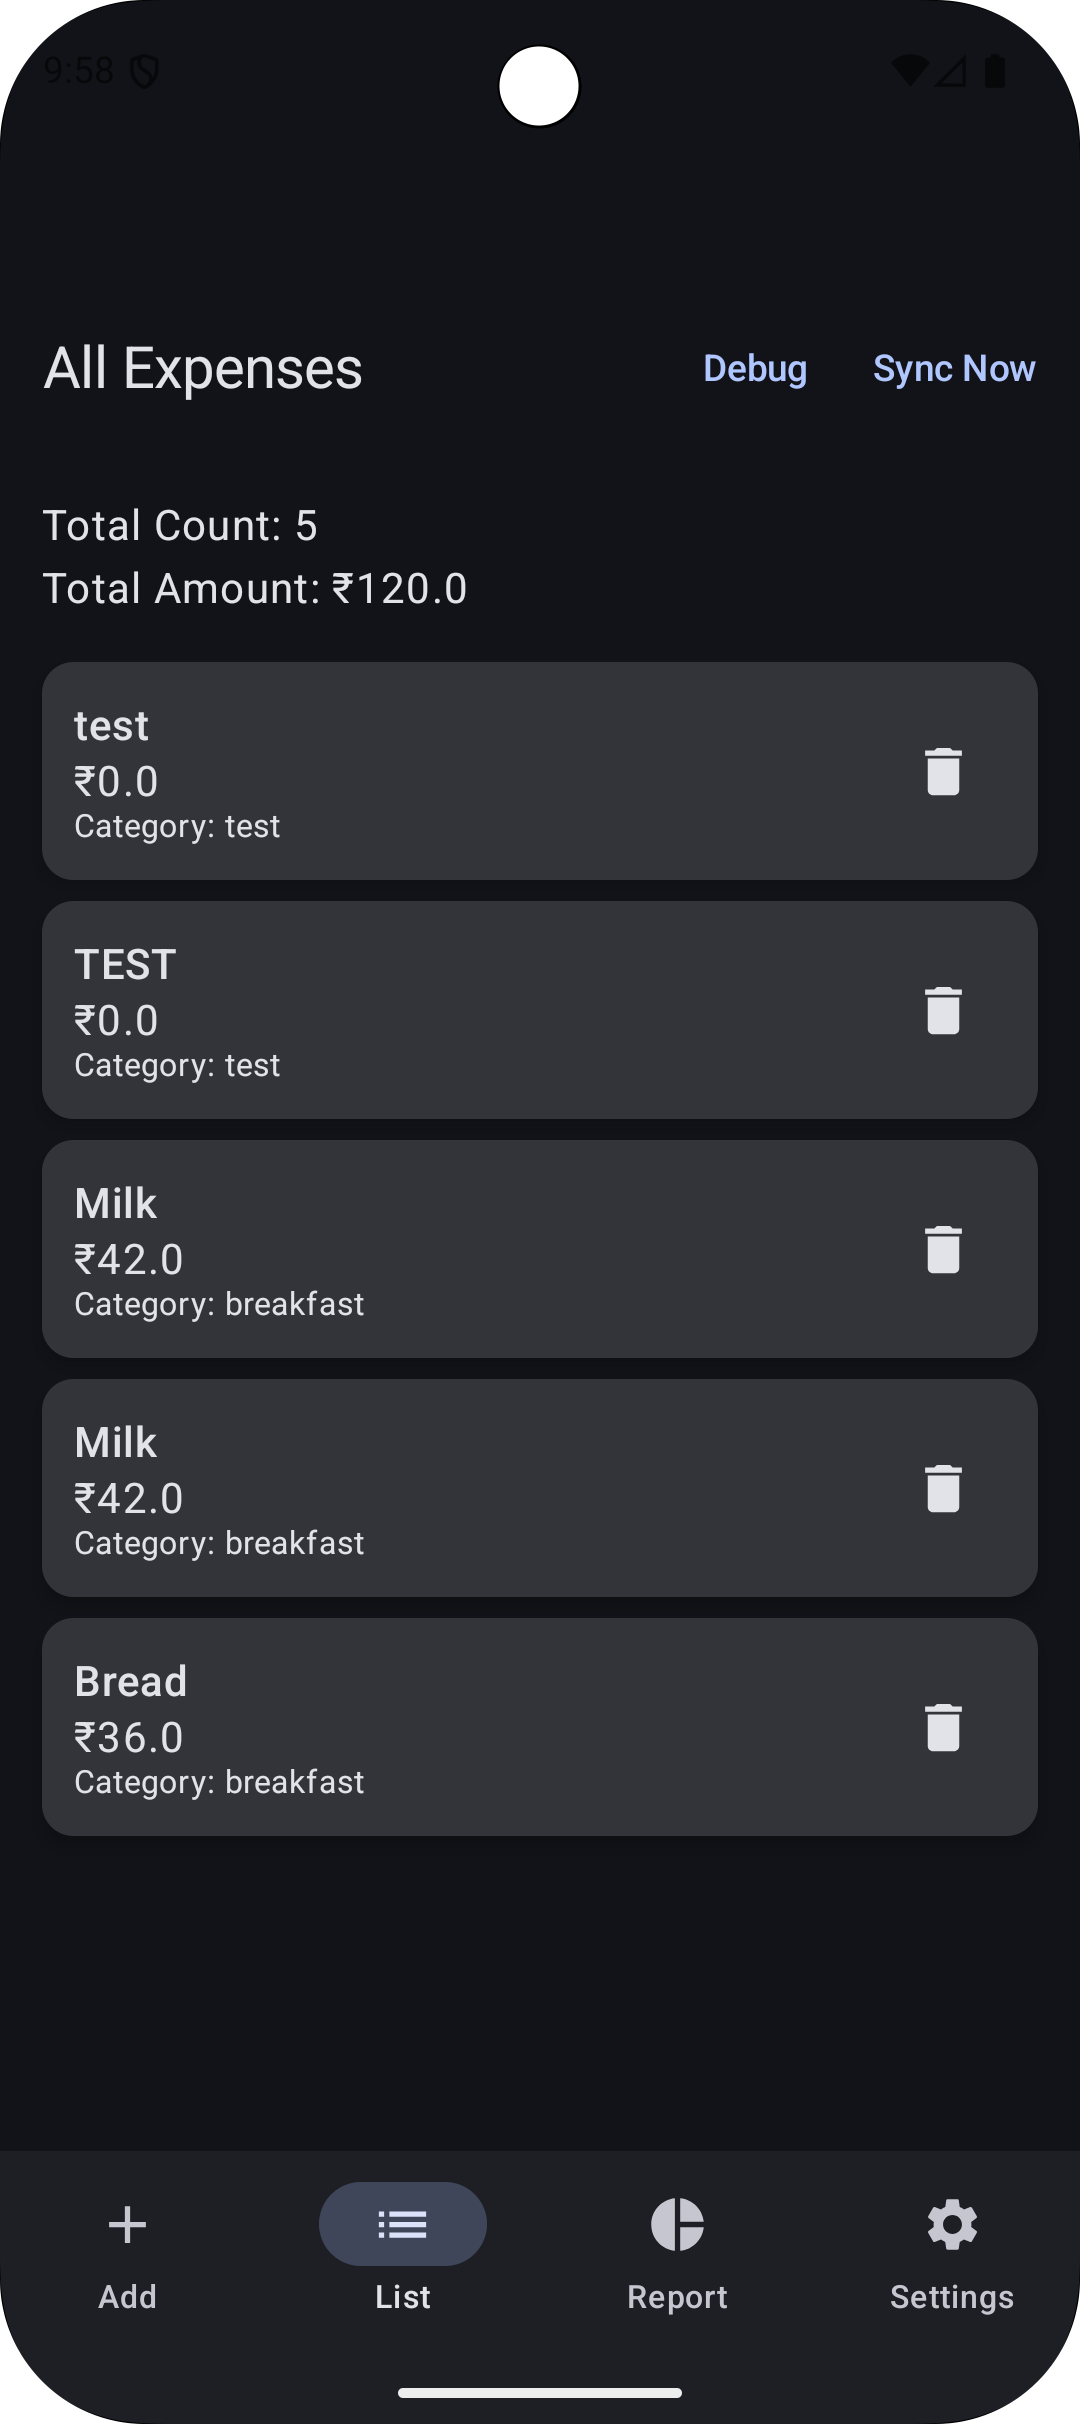 9:58
All Expenses
Debug
Sync Now
Total Count: 5
Total Amount: ₹120.0
test
₹0.0
Category: test
TEST
₹0.0
Category: test
Milk
₹42.0
Category: breakfast
Milk
₹42.0
Category: breakfast
Bread
₹36.0
Category: breakfast
Add
List
Report
Settings